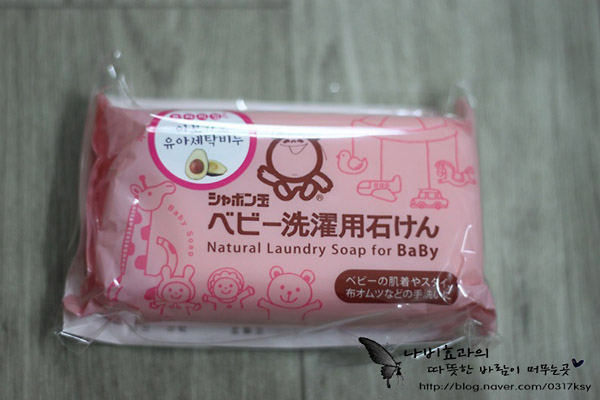 유아세탁비누
シャボン玉
ベビー洗濯用石けん
Natural Laundry Soap for BaBy
Baby Soap
ベビーの肌着や
布オムツなどの手洗い
나비효과의
따뜻한 바람이 머무는곳
http://blog.naver.com/0317ksy